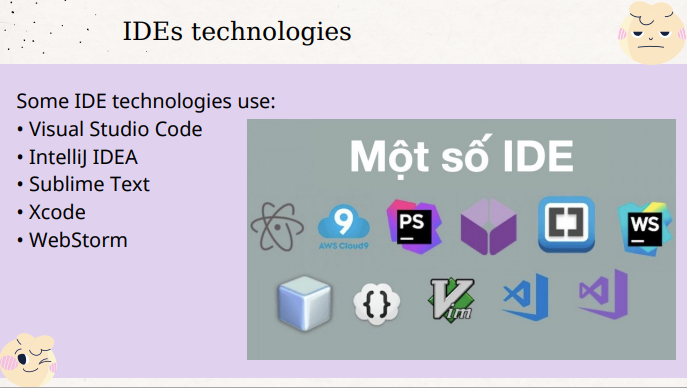 IDEs technologies
Some IDE technologies use:
• Visual Studio Code
• IntelliJ IDEA
• Sublime Text
• Xcode
• WebStorm
Một số IDE
9
AWS Cloud9
PS
WS
{}
Vim